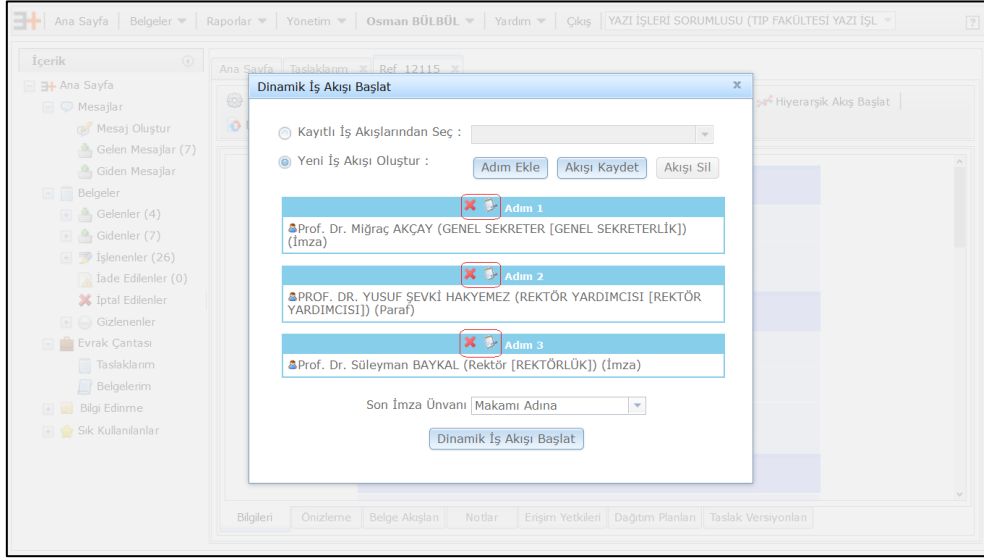 Ana Sayfa Belgeler Raporlar Yönetim Osman BÜLBÜL Yardım Çıkış YAZI İŞLERİ SORUMLUSU (TIP FAKÜLTESİ YAZI İŞL
İçerik
Ana Sayfa Taslaklarım Ref 12115
Ana Sayfa
Mesajlar
Mesaj Oluştur
Gelen Mesajlar (7)
Giden Mesajlar
Belgeler
Gelenler (4)
Gidenler (7)
İşlenenler (26)
İade Edilenler (0)
İptal Edilenler
Gizlenenler
Evrak Çantası
Taslaklarım
Belgelerim
Bilgi Edinme
Sık Kullanılanlar
Hiyerarşik Akış Başlat
Dinamik İş Akışı Başlat
Kayıtlı İş Akışlarından Seç :
Yeni İş Akışı Oluştur : Adım Ekle Akışı Kaydet Akışı Sil
Adım 1
Prof. Dr. Miğraç AKÇAY (GENEL SEKRETER [GENEL SEKRETERLİK])
(İmza)
Adım 2
PROF. DR. YUSUF ŞEVKİ HAKYEMEZ (REKTÖR YARDIMCISI [REKTÖR
YARDIMCISI]) (Paraf)
Adım 3
Prof. Dr. Süleyman BAYKAL (Rektör [REKTÖRLÜK]) (İmza)
Son İmza Ünvanı Makamı Adına
Dinamik İş Akışı Başlat
Bilgileri Önizleme Belge Akışları Notlar Erişim Yetkileri Dağıtım Planları Taslak Versiyonları